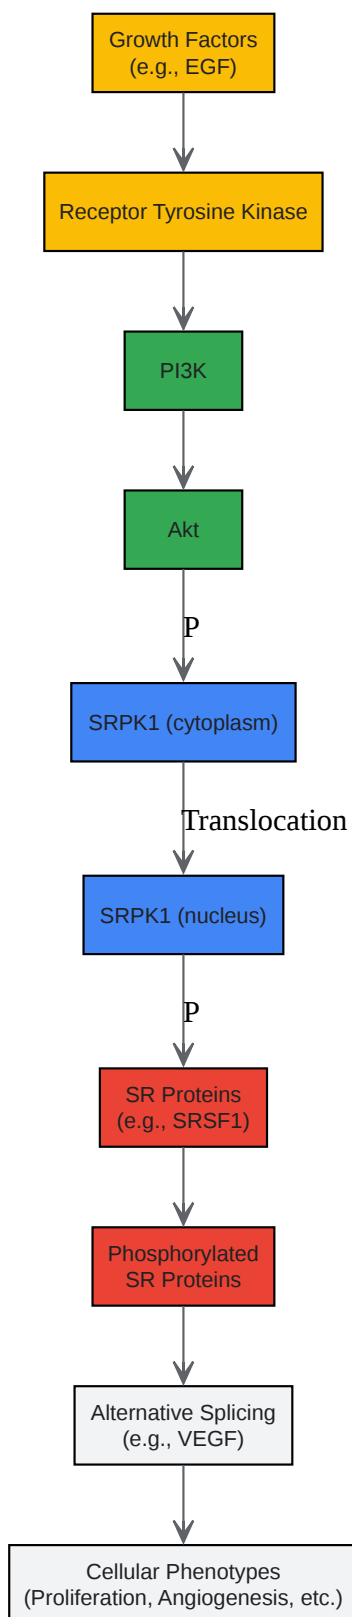 Growth Factors
(e.g., EGF)
Receptor Tyrosine Kinase
PI3K
Akt
P
SRPK1 (cytoplasm)
Translocation
SRPK1 (nucleus)
P
SR Proteins
(e.g., SRSF1)
Phosphorylated
SR Proteins
Alternative Splicing
(e.g., VEGF)
Cellular Phenotypes
(Proliferation, Angiogenesis, etc.)